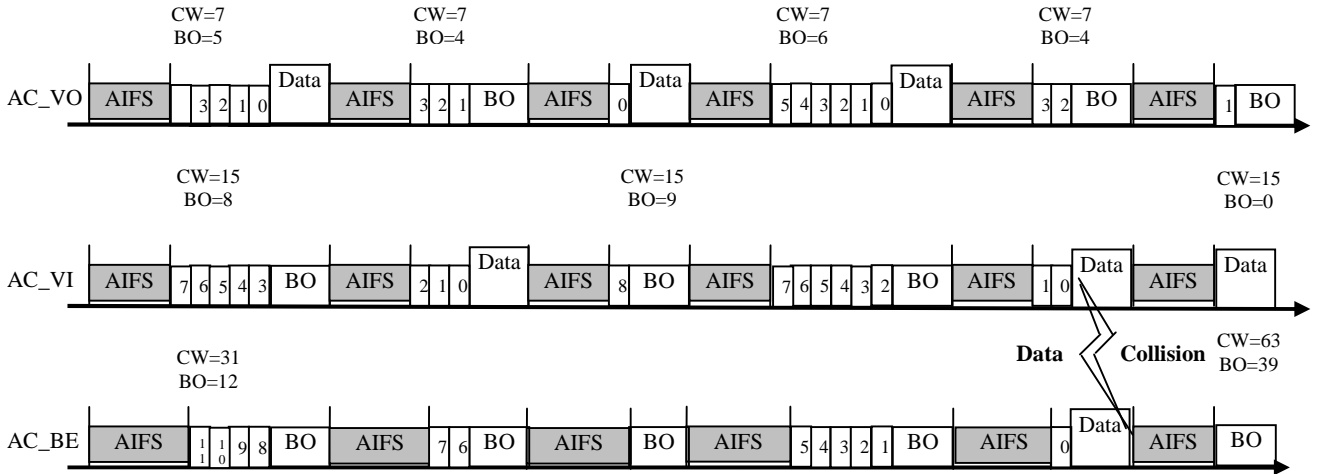 CW=7 CW=7 CW=7 CW=7
BO=5 BO=4 BO=6 BO=4
AC_VO AIFS 3 2 1 0 Data AIFS 3 2 1 BO AIFS 0 Data AIFS 5 4 3 2 1 0 Data AIFS 3 2 BO AIFS 1 BO
CW=15 CW=15 CW=15
BO=8 BO=9 BO=0
AC_VI AIFS 7 6 5 4 3 BO AIFS 2 1 0 Data AIFS 8 BO AIFS 7 6 5 4 3 2 BO AIFS 1 0 Data AIFS Data
Data Collision
CW=31 CW=63
BO=12 BO=39
AC_BE AIFS 11 10 9 8 BO AIFS 7 6 BO AIFS BO AIFS 5 4 3 2 1 BO AIFS 0 Data AIFS BO